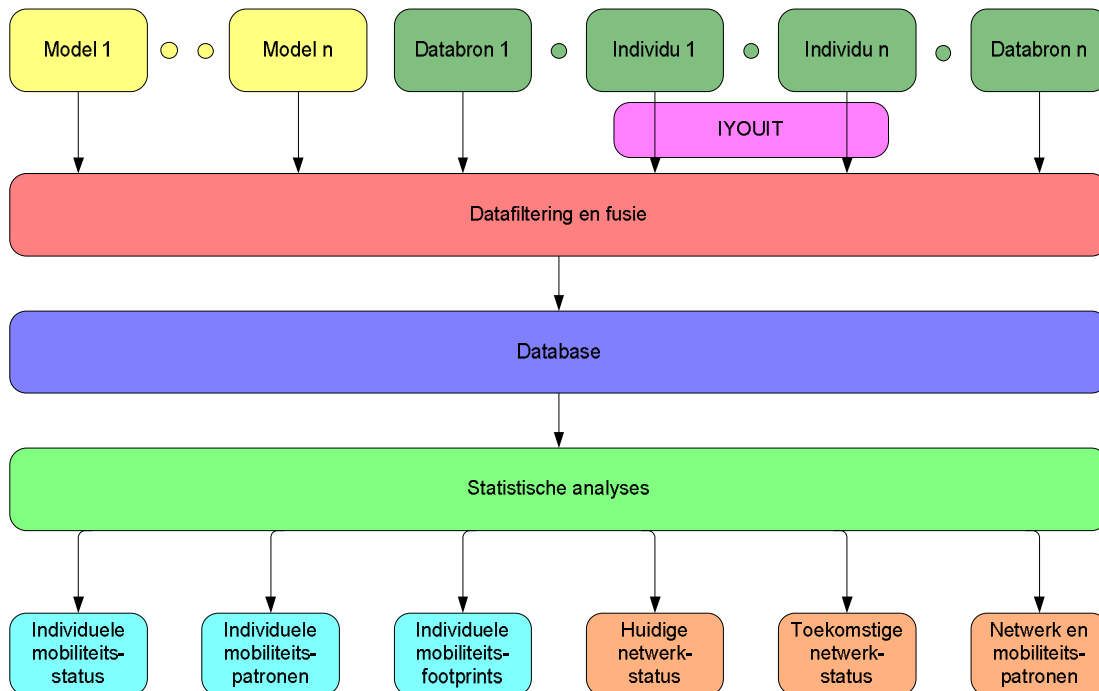 Model 1
Model n
Databron 1
Individu 1
Individu n
Databron n
IYOUIT
Datafiltering en fusie
Database
Statistische analyses
Individuele
mobiliteits-
status
Individuele
mobiliteits-
patronen
Individuele
mobiliteits-
footprints
Huidige
netwerk-
status
Toekomstige
netwerk-
status
Netwerk en
mobiliteits-
patronen